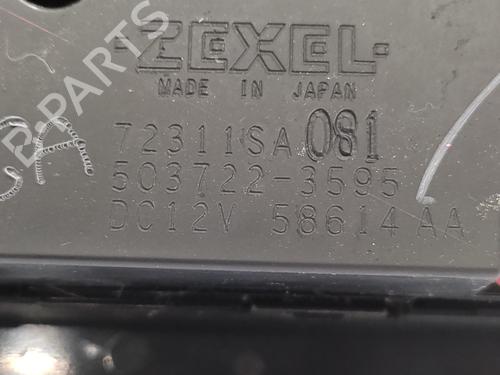 -ZEXEL-
MADE IN JAPAN
72311SA081
503722-3595
DC12V 58614AA
B-PARTS